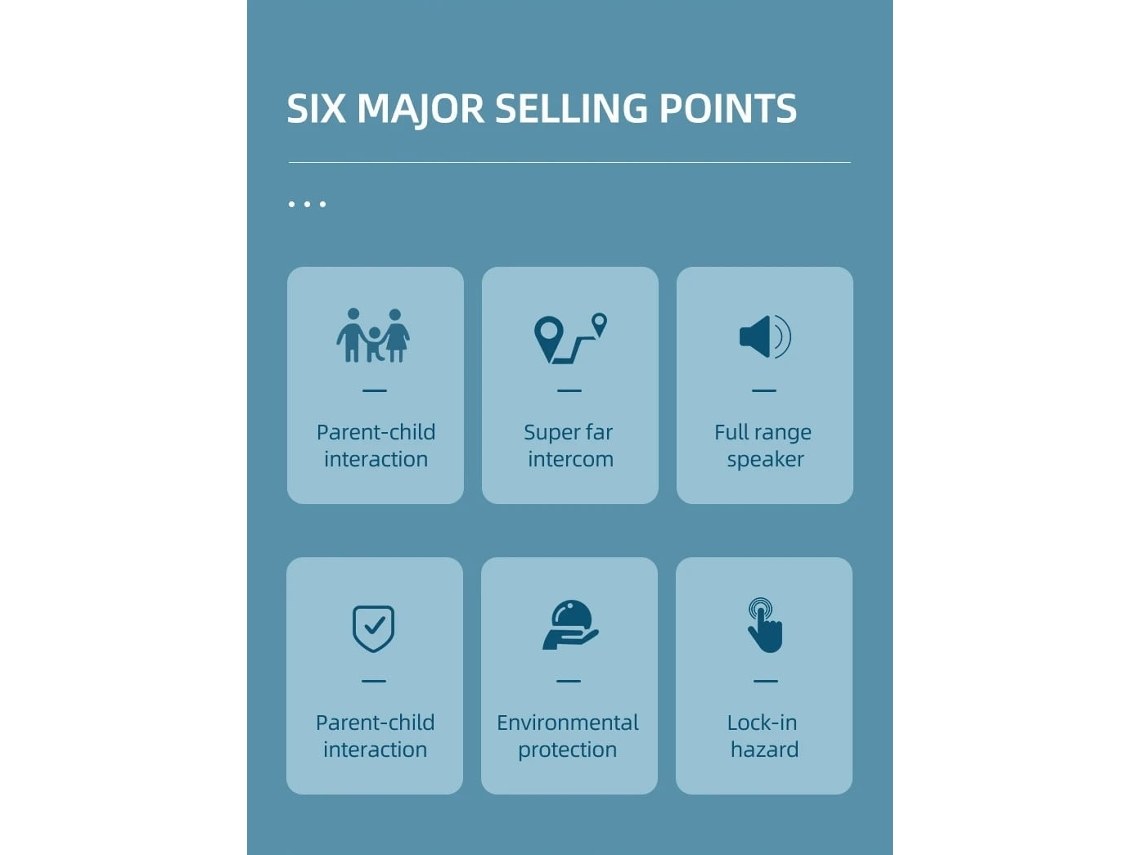 SIX MAJOR SELLING POINTS
Parent-child
interaction
Super far
intercom
Full range
speaker
Parent-child
interaction
Environmental
protection
Lock-in
hazard